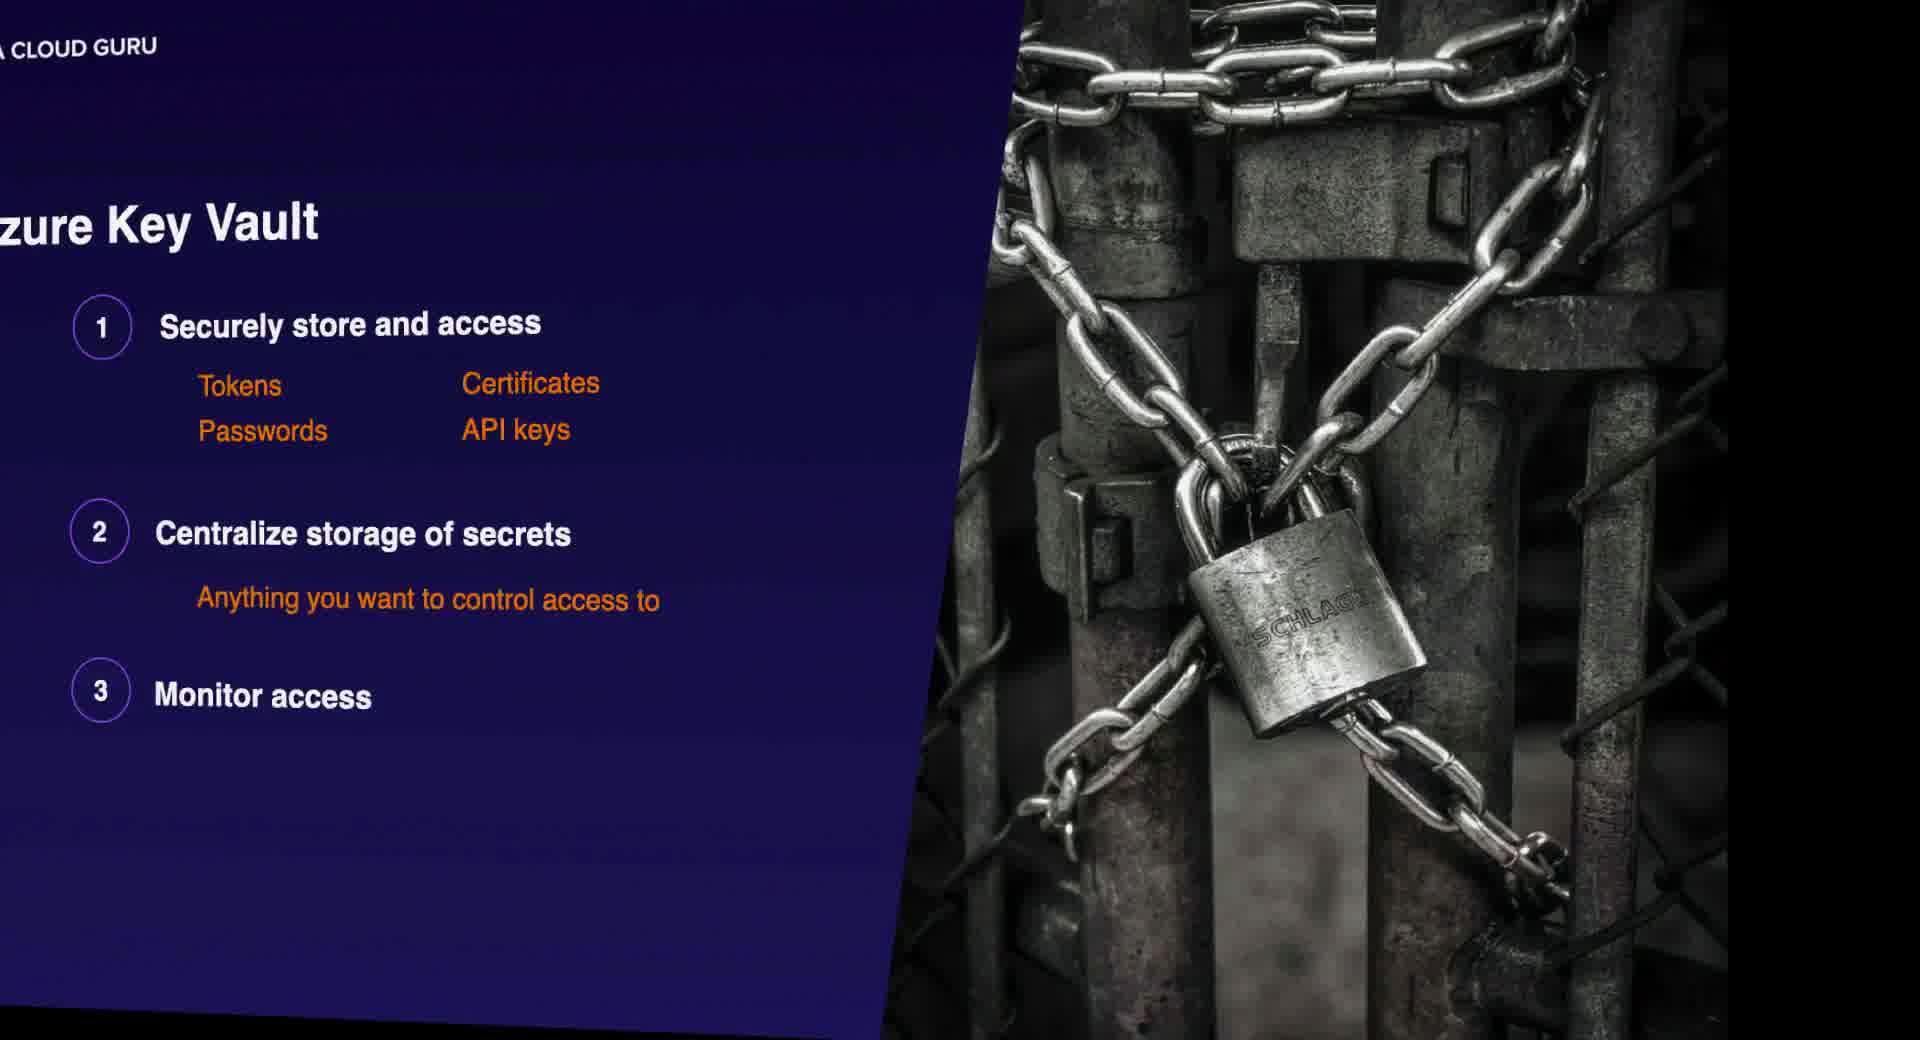 A CLOUD GURU
zure Key Vault
1 Securely store and access
Tokens Certificates
Passwords API keys
2 Centralize storage of secrets
Anything you want to control access to
3 Monitor access
SCHLAGE